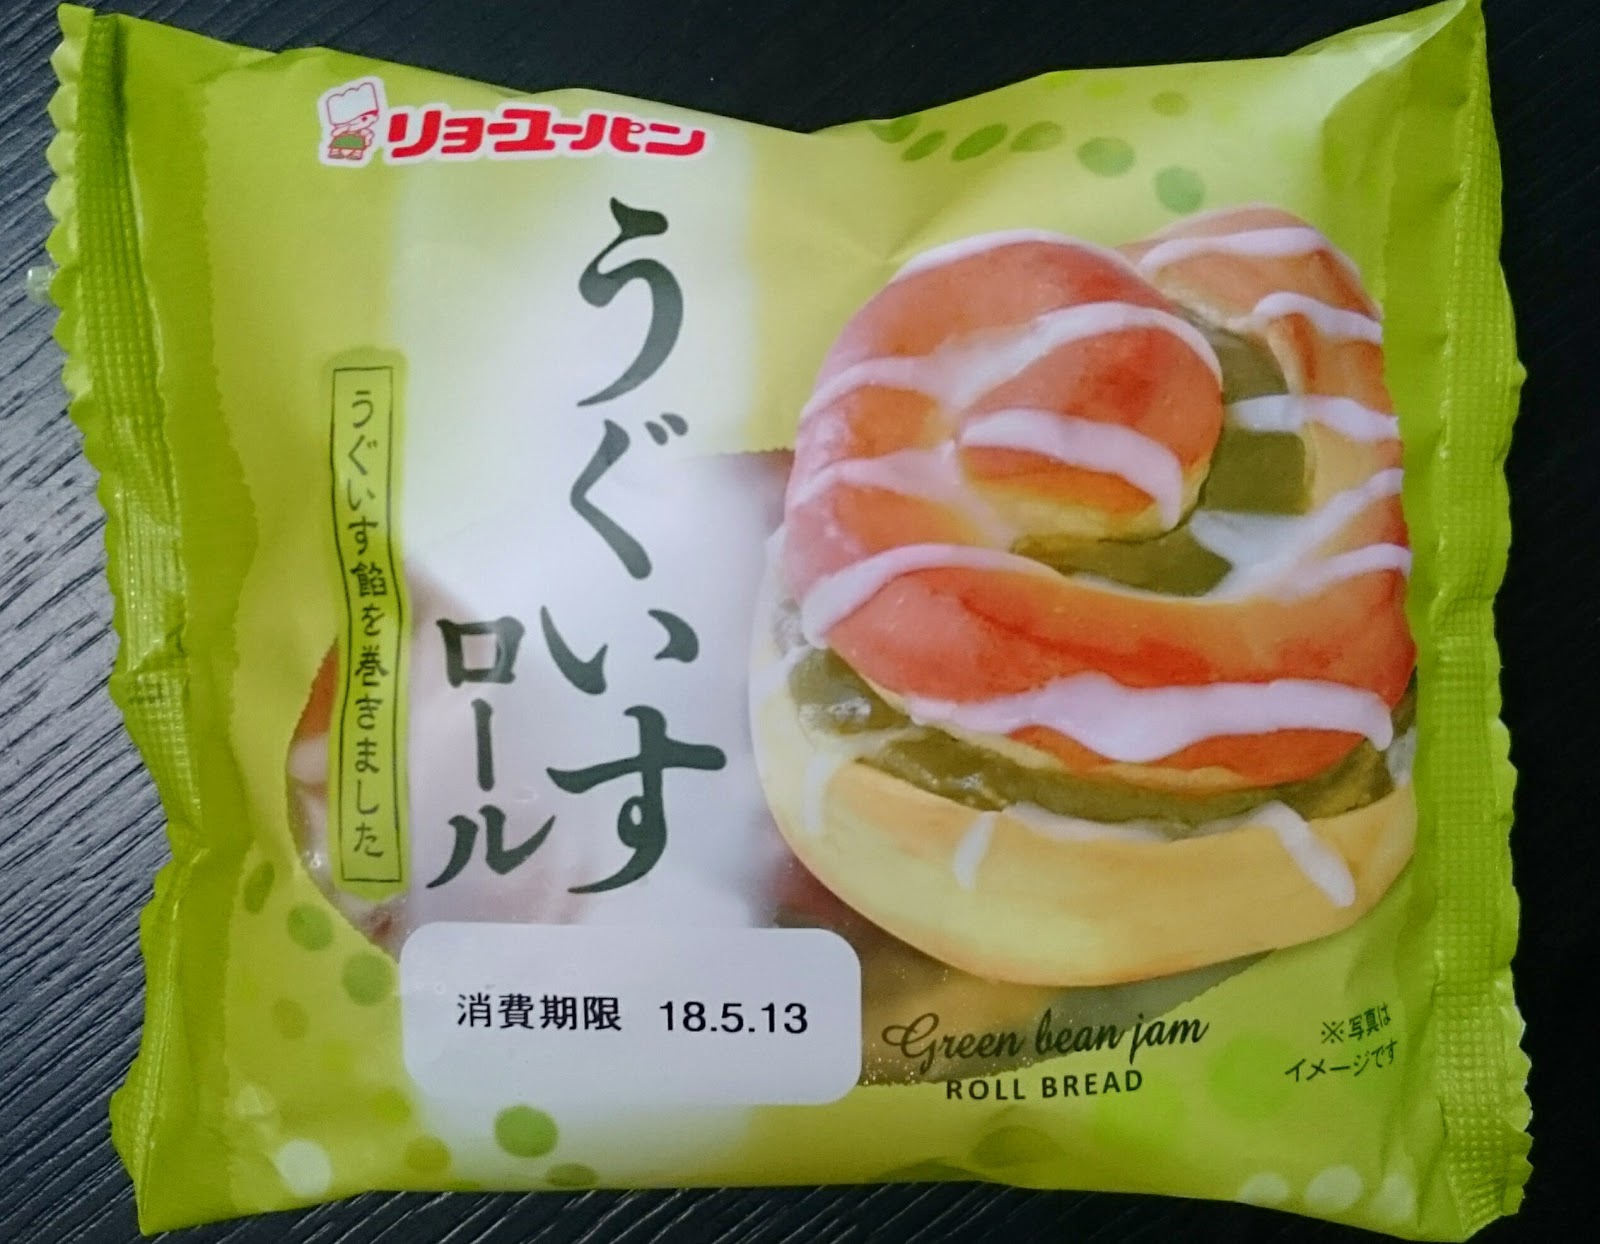 リョーユーパン
うぐいす
ロール
うぐいす餡を巻きました
消費期限 18.5.13
Green bean jam
ROLL BREAD
※写真は
イメージです